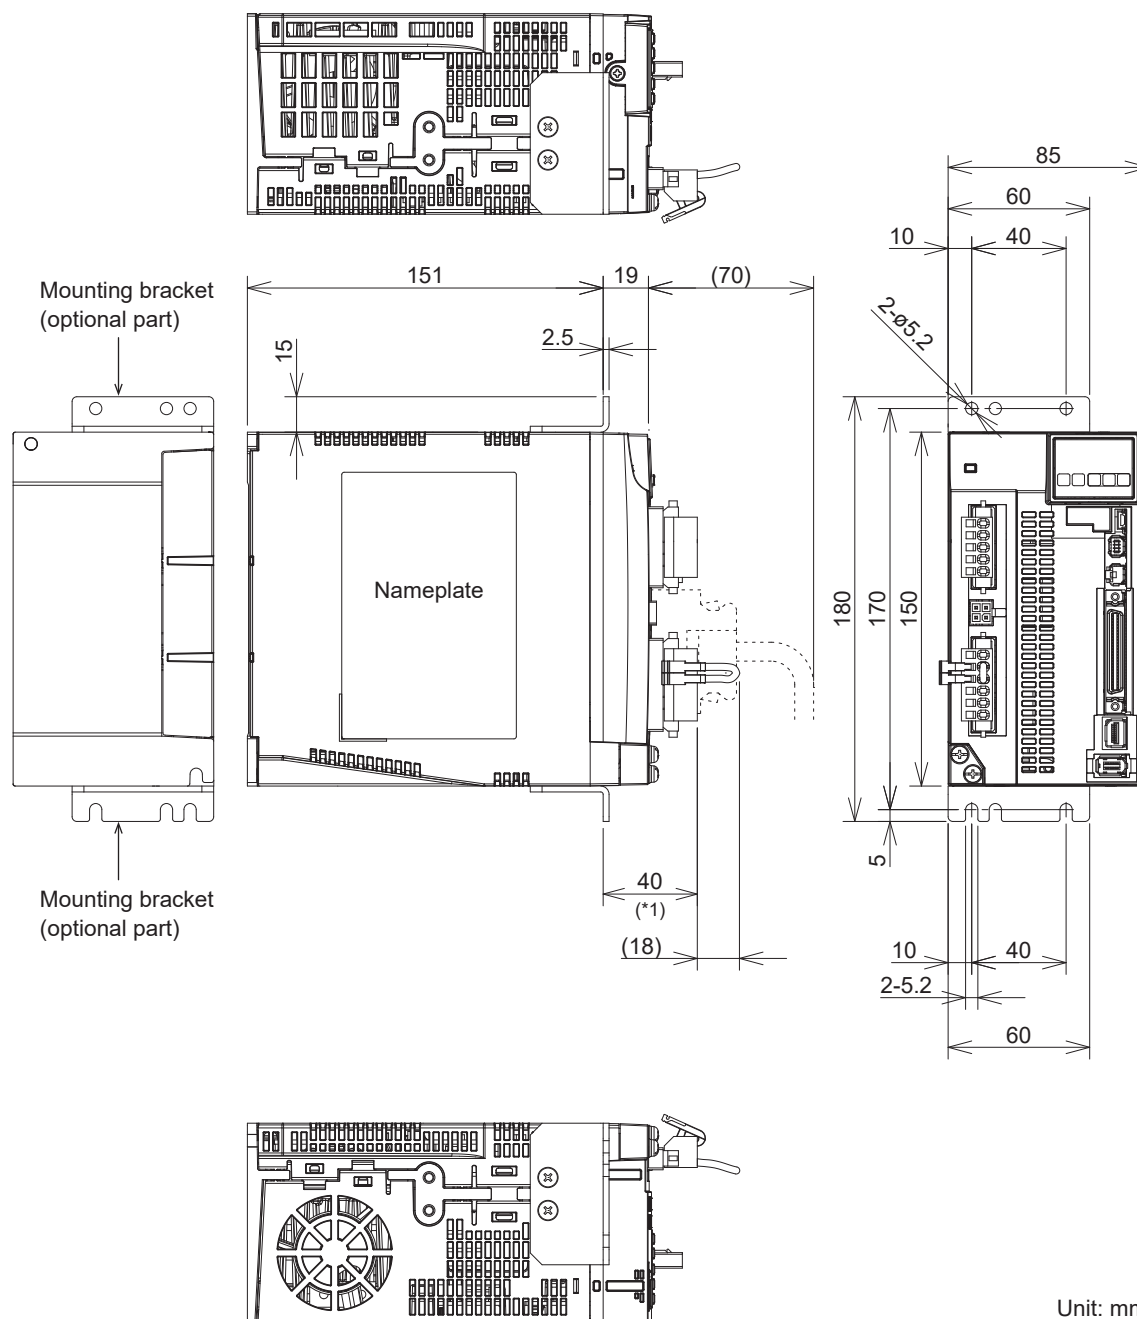 85
60
10
40
Mounting bracket
(optional part)
151
19
(70)
2-ø5.2
2.5
15
Nameplate
180
170
150
5
Mounting bracket
(optional part)
40
(*1)
(18)
10
40
2-5.2
60
Unit: mm